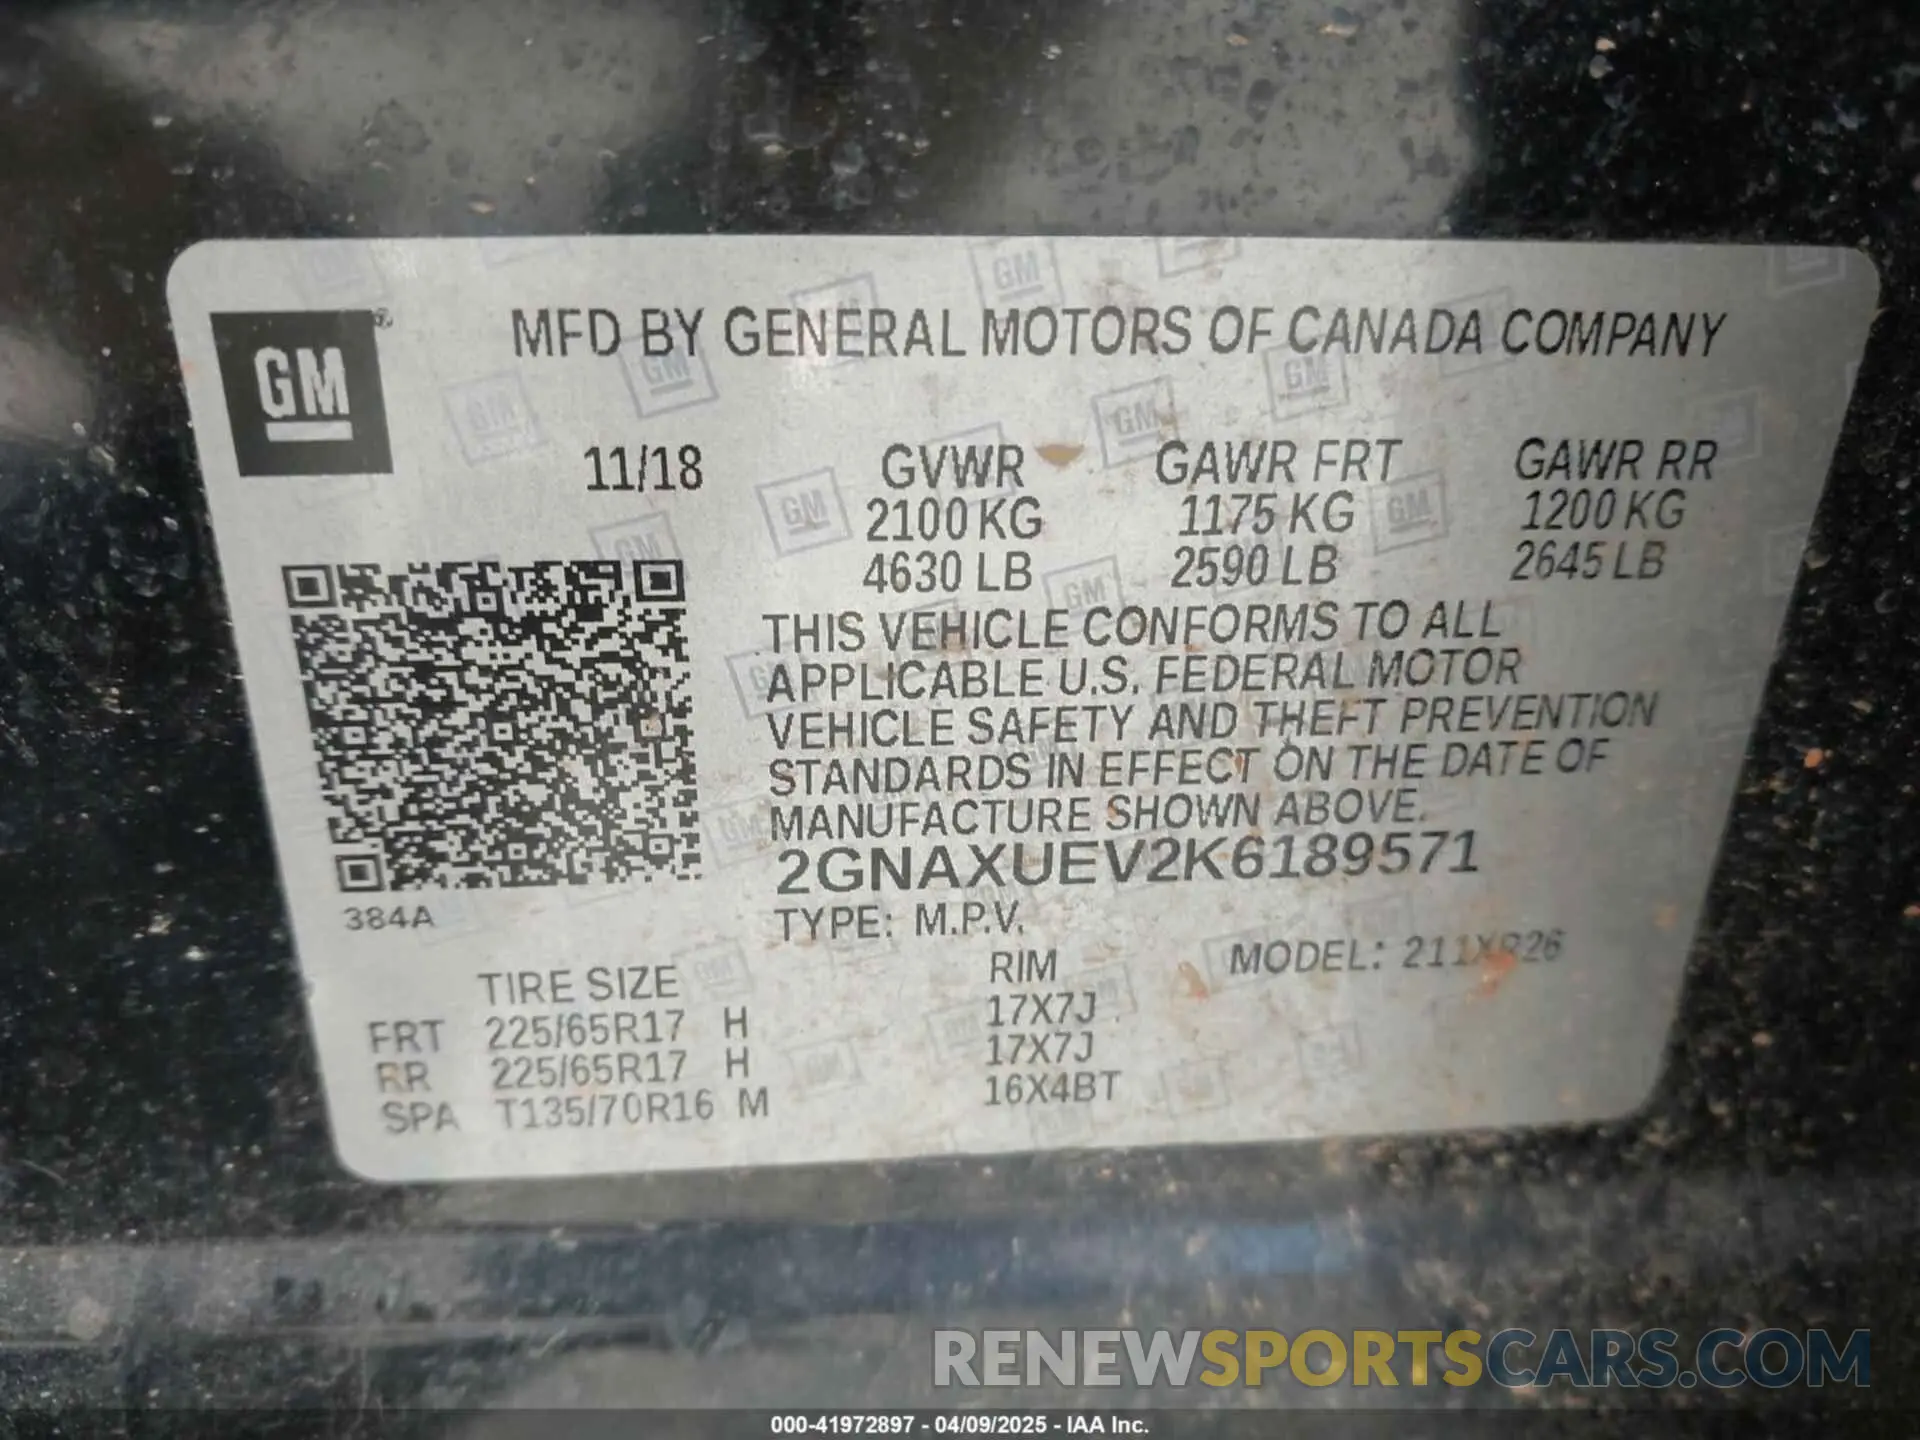 GM®
MFD BY GENERAL MOTORS OF CANADA COMPANY
11/18 GVWR GAWR FRT GAWR RR
2100 KG 1175 KG 1200 KG
4630 LB 2590 LB 2645 LB
THIS VEHICLE CONFORMS TO ALL
APPLICABLE U.S. FEDERAL MOTOR
VEHICLE SAFETY AND THEFT PREVENTION
STANDARDS IN EFFECT ON THE DATE OF
MANUFACTURE SHOWN ABOVE.
2GNAXUEV2K6189571
384A
TYPE: M.P.V.
MODEL:
TIRE SIZE RIM
FRT 225/65R17 H 17X7J
RR 225/65R17 H 17X7J
SPA T135/70R16 M 16X4BT
RENEWSPORTSCARS.COM
000-41972897 - 04/09/2025 - IAA Inc.